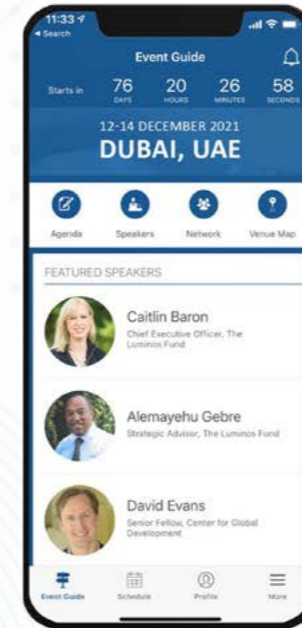 11:33
Search
Event Guide
Starts in
76 20 26 58
DAYS HOURS MINUTES SECONDS
12-14 DECEMBER 2021
DUBAI, UAE
Agenda Speakers Network Venue Map
FEATURED SPEAKERS
Caitlin Baron
Chief Executive Officer, The
Luminos Fund
Alemayehu Gebre
Strategic Advisor, The Luminos Fund
David Evans
Senior Fellow, Center for Global
Development
Event Guide Schedule Profile More